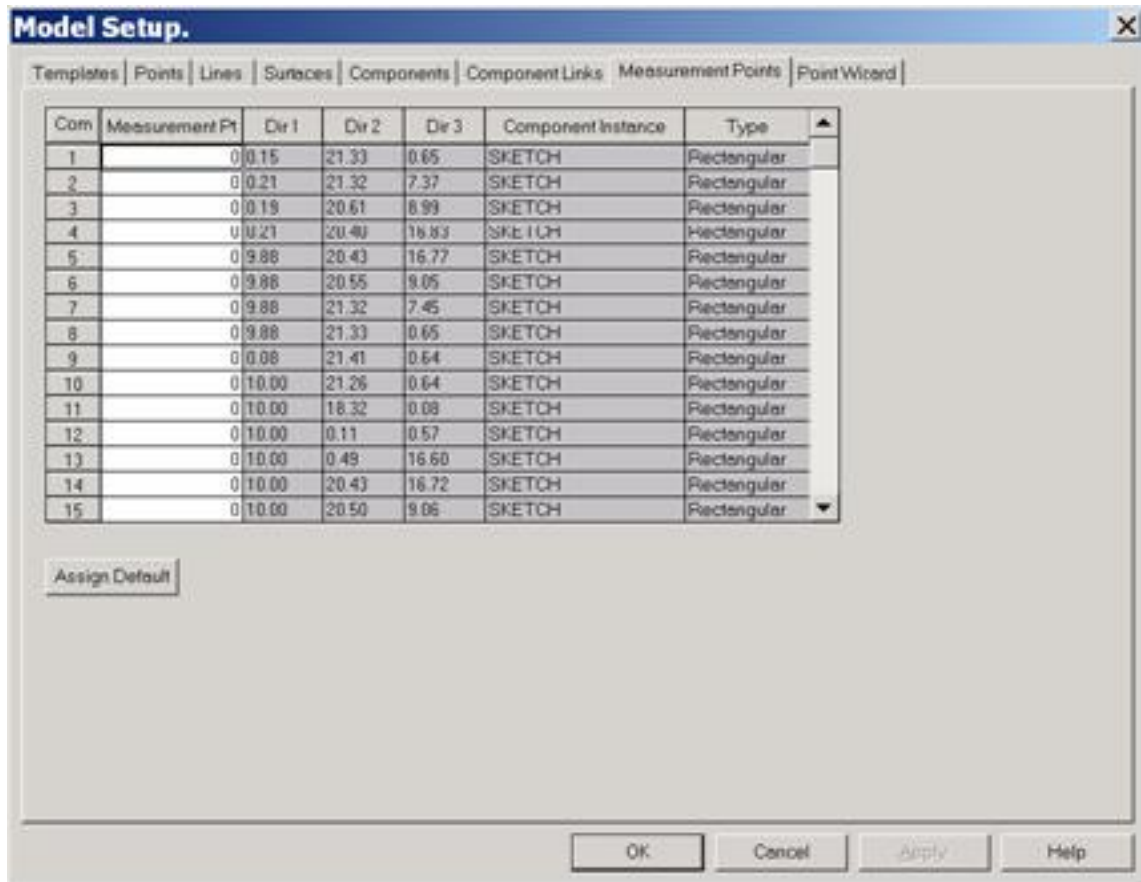 Model Setup.
Templates Points Lines Surfaces Components Component Links Measurement Points Point Wizard
Com Measurement Pt Dir 1 Dir 2 Dir 3 Component Instance Type
1 0 0.15 21.33 0.65 SKETCH Rectangular
2 0 0.21 21.32 7.37 SKETCH Rectangular
3 0 0.19 20.61 8.99 SKETCH Rectangular
4 0 0.21 20.40 16.83 SKETCH Rectangular
5 0 9.88 20.43 16.77 SKETCH Rectangular
6 0 9.88 20.55 9.05 SKETCH Rectangular
7 0 9.88 21.32 7.45 SKETCH Rectangular
8 0 9.88 21.33 0.65 SKETCH Rectangular
9 0 0.08 21.41 0.64 SKETCH Rectangular
10 0 10.00 21.26 0.64 SKETCH Rectangular
11 0 10.00 18.32 0.08 SKETCH Rectangular
12 0 10.00 0.11 0.57 SKETCH Rectangular
13 0 10.00 0.49 16.60 SKETCH Rectangular
14 0 10.00 20.43 16.72 SKETCH Rectangular
15 0 10.00 20.50 9.06 SKETCH Rectangular
Assign Default
OK Cancel Apply Help